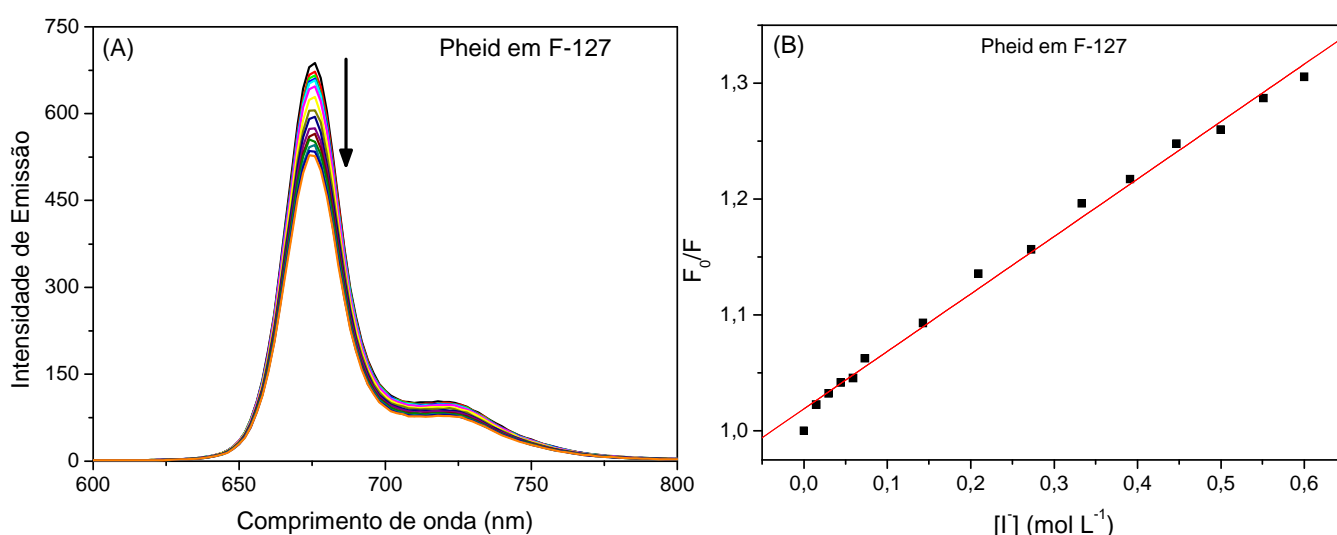 (A)
Pheid em F-127
750
600
450
300
150
0
Intensidade de Emissão
600
650
700
750
800
Comprimento de onda (nm)
(B)
Pheid em F-127
1,3
1,2
1,1
1,0
F₀/F
0,0
0,1
0,2
0,3
0,4
0,5
0,6
[I⁻] (mol L⁻¹)